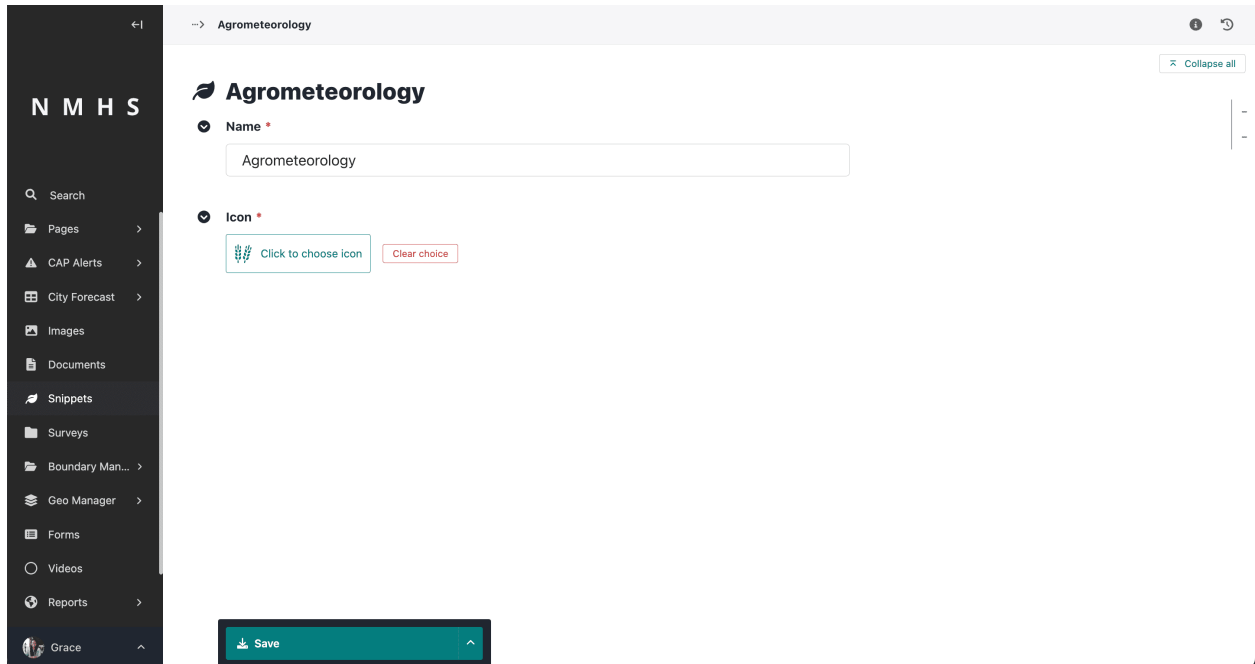 Agrometeorology
Collapse all
NMHS
Agrometeorology
Name *
Agrometeorology
Search
Icon *
Pages
Click to choose icon
Clear choice
CAP Alerts
City Forecast
Images
Documents
Snippets
Surveys
Boundary Man...
Geo Manager
Forms
Videos
Reports
Grace
Save